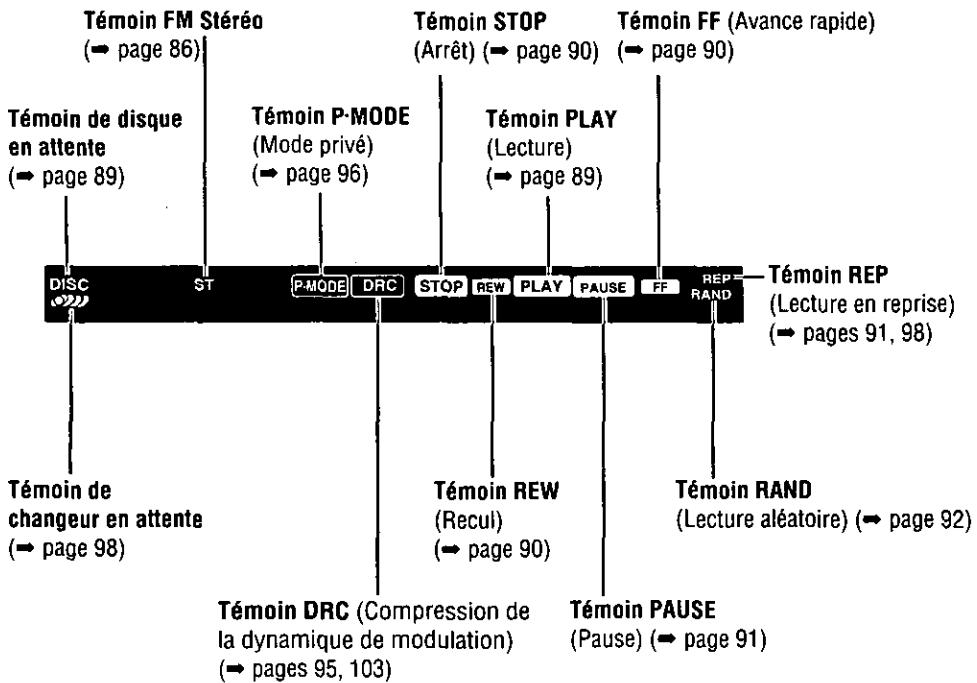 Témoin FM Stéréo
(➡ page 86)
Témoin STOP
(Arrêt) (➡ page 90)
Témoin FF (Avance rapide)
(➡ page 90)
Témoin de disque
en attente
(➡ page 89)
Témoin P·MODE
(Mode privé)
(➡ page 96)
Témoin PLAY
(Lecture)
(➡ page 89)
DISC
ST
P·MODE
DRC
STOP
REW
PLAY
PAUSE
FF
REP
RAND
Témoin REP
(Lecture en reprise)
(➡ pages 91, 98)
Témoin de
changeur en attente
(➡ page 98)
Témoin REW
(Recul)
(➡ page 90)
Témoin RAND
(Lecture aléatoire) (➡ page 92)
Témoin DRC (Compression de
la dynamique de modulation)
(➡ pages 95, 103)
Témoin PAUSE
(Pause) (➡ page 91)